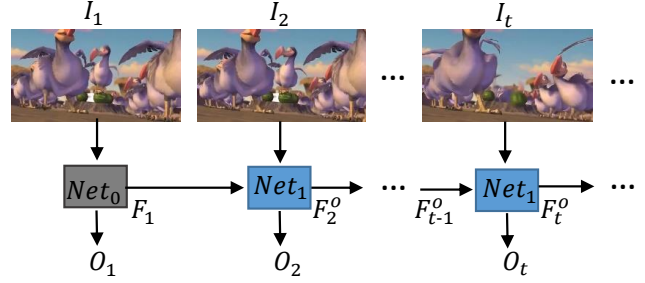 I₁ I₂ Iₜ
... ...
Net₀ Net₁ ... Net₁ ...
F₁ F₂ᵒ Fₜ₋₁ᵒ Fₜᵒ
O₁ O₂ Oₜ